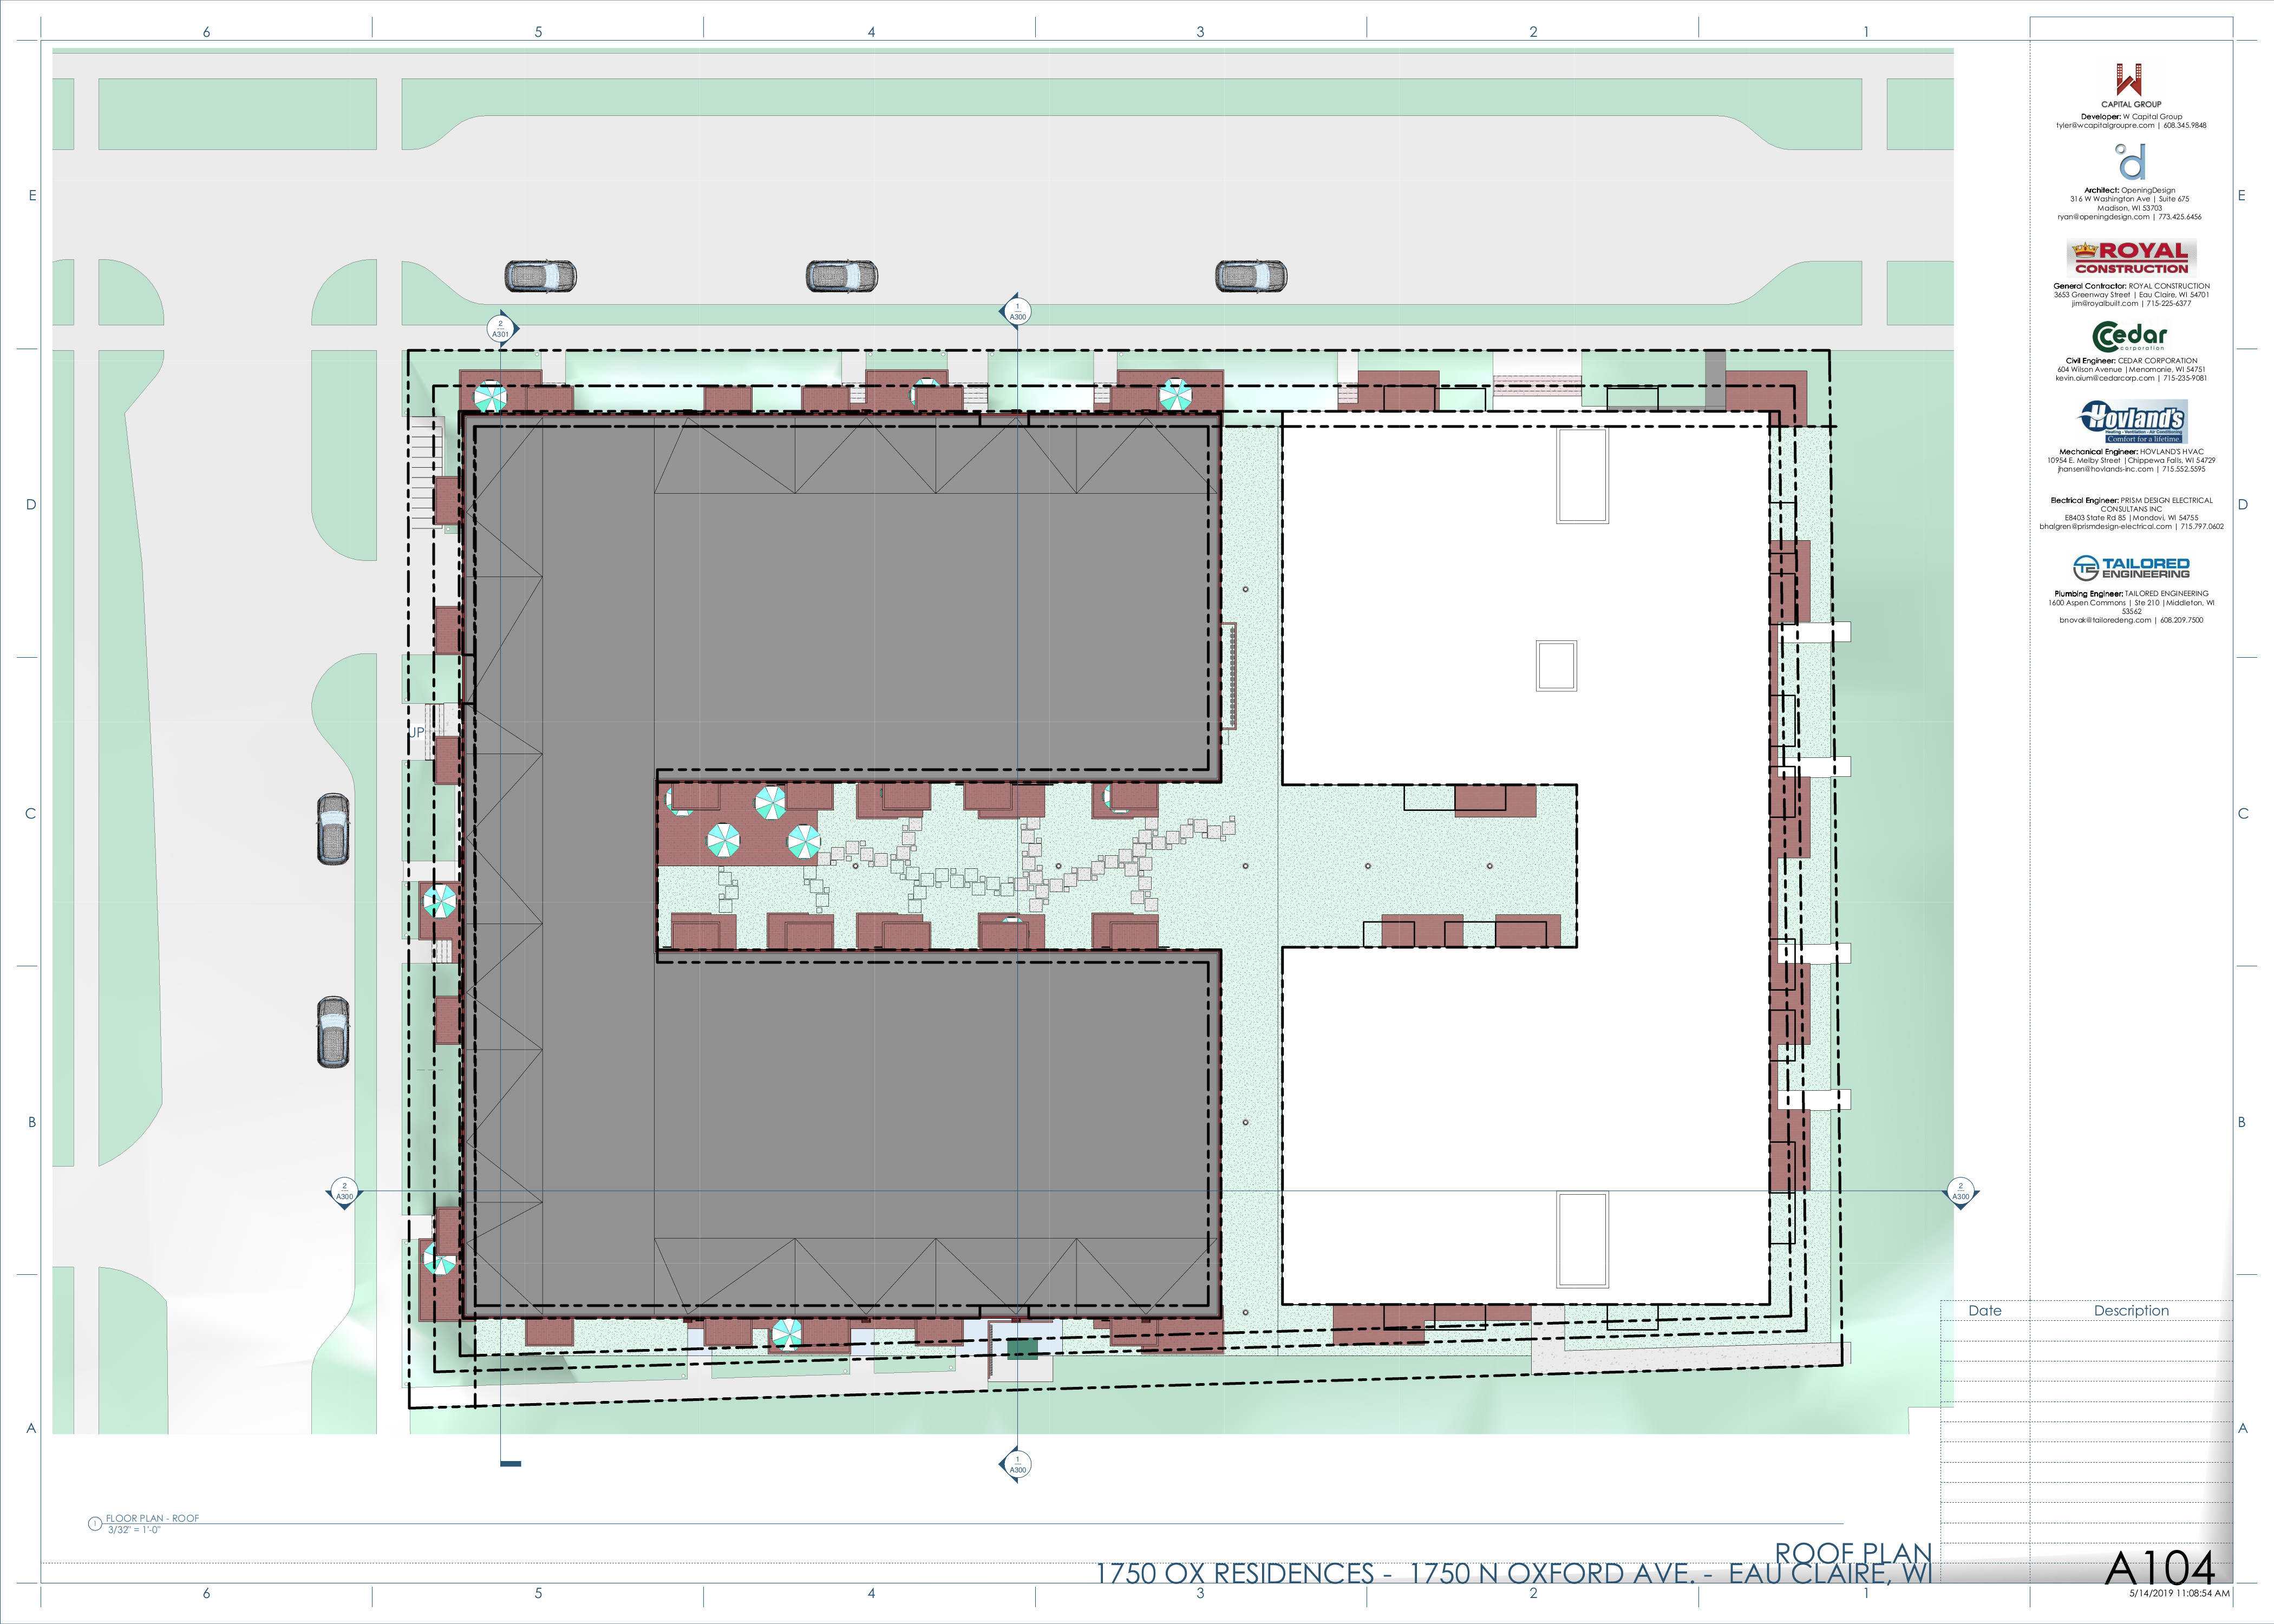 6 5 4 3 2 1
E
D
C
B
A
E
D
C
B
A
W
CAPITAL GROUP
Developer: W Capital Group
tyler@wcapitalgroupre.com | 608.345.9848
d
Architect: OpeningDesign
316 W Washington Ave | Suite 675
Madison, WI 53703
ryan@openingdesign.com | 773.425.6456
ROYAL
CONSTRUCTION
General Contractor: ROYAL CONSTRUCTION
3653 Greenway Street | Eau Claire, WI 54701
jim@royalbuilt.com | 715-225-6377
Cedar
corporation
Civil Engineer: CEDAR CORPORATION
604 Wilson Avenue |Menomonie, WI 54751
kevin.oium@cedarcorp.com | 715-235-9081
Hovland's
Heating - Ventilation - Air Conditioning
Comfort for a lifetime
Mechanical Engineer: HOVLAND'S HVAC
10954 E. Melby Street |Chippewa Falls, WI 54729
jhansen@hovlands-inc.com | 715.552.5595
Electrical Engineer: PRISM DESIGN ELECTRICAL
CONSULTANS INC
E8403 State Rd 85 |Mondovi, WI 54755
bhalgren@prismdesign-electrical.com | 715.797.0602
TE TAILORED
ENGINEERING
Plumbing Engineer: TAILORED ENGINEERING
1600 Aspen Commons | Ste 210 |Middleton, WI
53562
bnovak@tailoredeng.com | 608.209.7500
2
A301
1
A300
UP
2
A300
2
A300
1
A300
Date Description
1 FLOOR PLAN - ROOF
3/32" = 1'-0"
ROOF PLAN
1750 OX RESIDENCES - 1750 N OXFORD AVE. - EAU CLAIRE, WI
A104
5/14/2019 11:08:54 AM
6 5 4 3 2 1